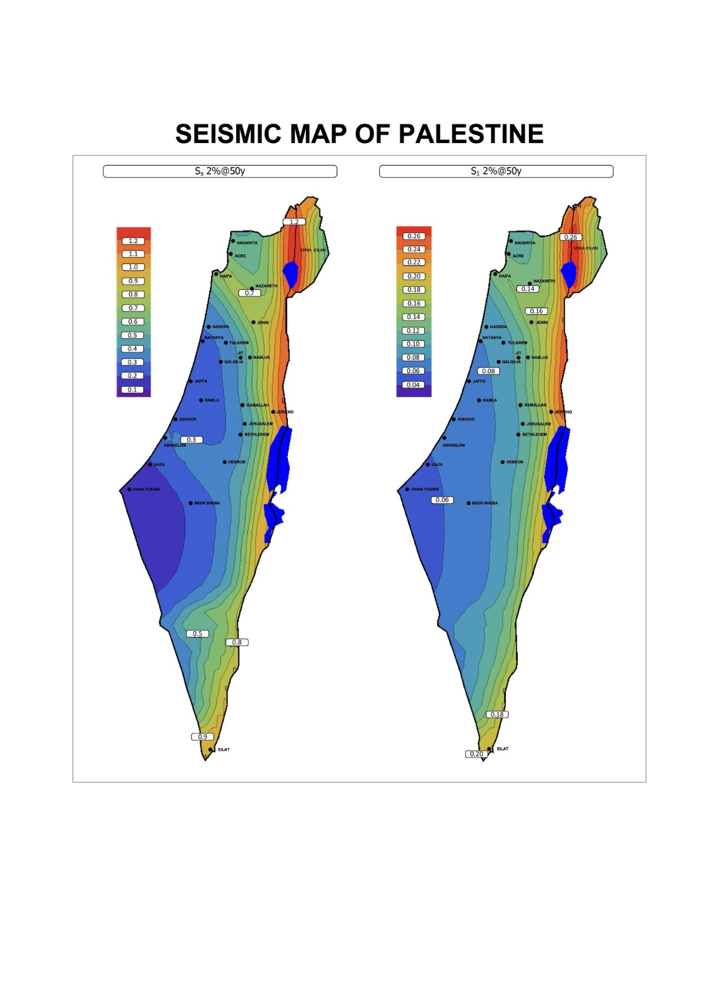 SEISMIC MAP OF PALESTINE
Ss 2%@50y
1.2
1.1
1.0
0.9
0.8
0.7
0.6
0.5
0.4
0.3
0.2
0.1
1.2
NAHARIYA
SYRIA JOLAN
ACRE
HAIFA
NAZARETH
0.7
JENIN
HADERA
NATANYA
TULKARM
JIT
NABLUS
QALQILIA
JAFFA
RAMLA
RAMALLAH
JERICHO
ASHDOD
JERUSALEM
BETHLEHEM
0.3
ASHKELON
HEBRON
GAZA
KHAN YOUNIS
BEER SHEBA
0.5
0.8
0.9
EILAT
S1 2%@50y
0.26
0.24
0.22
0.20
0.18
0.16
0.14
0.12
0.10
0.08
0.06
0.04
0.26
NAHARIYA
SYRIA JOLAN
ACRE
HAIFA
NAZARETH
0.14
0.16
JENIN
HADERA
NATANYA
TULKARM
JIT
NABLUS
QALQILIA
0.08
JAFFA
RAMLA
RAMALLAH
JERICHO
ASHDOD
JERUSALEM
BETHLEHEM
ASHKELON
HEBRON
GAZA
KHAN YOUNIS
0.06
BEER SHEBA
0.18
EILAT
0.20